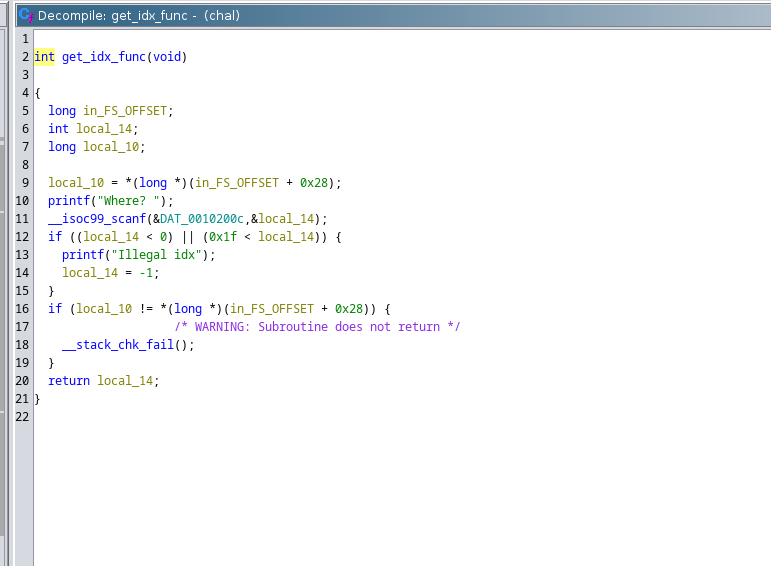 Decompile: get_idx_func - (chal)
1
2 int get_idx_func(void)
3
4 {
5   long in_FS_OFFSET;
6   int local_14;
7   long local_10;
8
9   local_10 = *(long *)(in_FS_OFFSET + 0x28);
10   printf("Where? ");
11   __isoc99_scanf(&DAT_0010200c,&local_14);
12   if ((local_14 < 0) || (0x1f < local_14)) {
13     printf("Illegal idx");
14     local_14 = -1;
15   }
16   if (local_10 != *(long *)(in_FS_OFFSET + 0x28)) {
17                     /* WARNING: Subroutine does not return */
18     __stack_chk_fail();
19   }
20   return local_14;
21 }
22